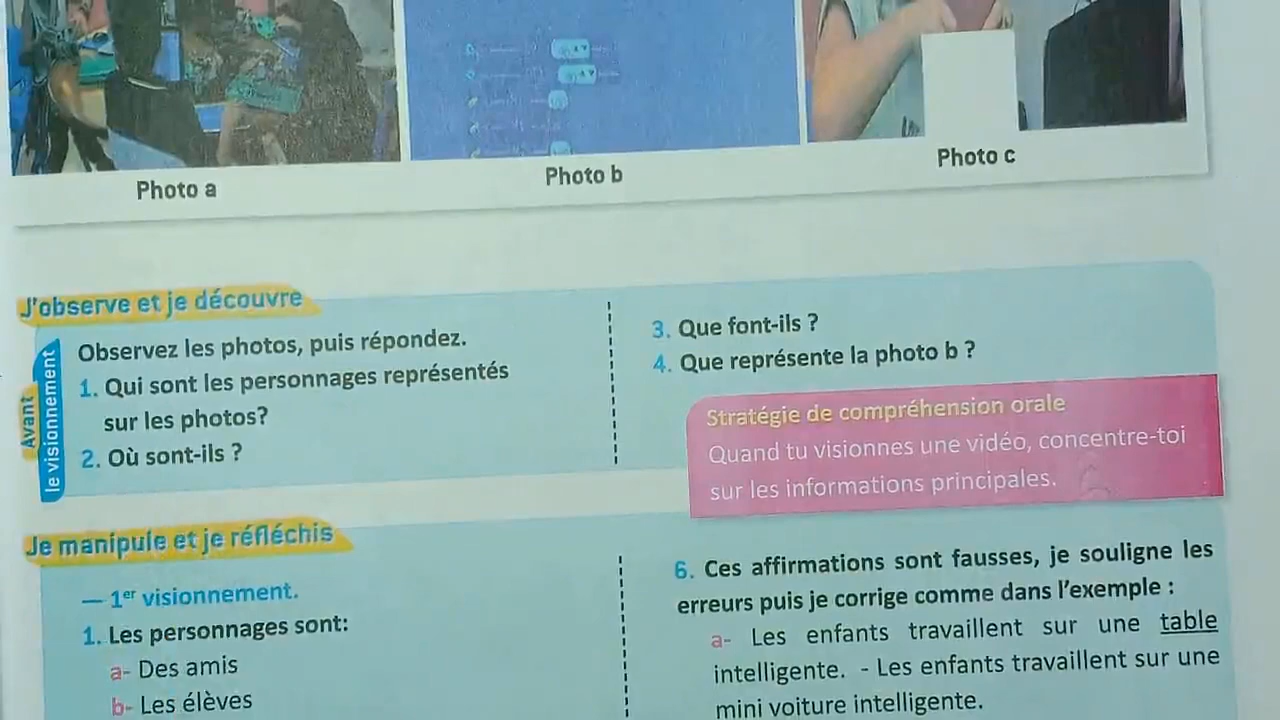 Photo a
Photo b
Photo c
J'observe et je découvre
Avant
le visionnement
Observez les photos, puis répondez.
1. Qui sont les personnages représentés
sur les photos?
2. Où sont-ils ?
3. Que font-ils ?
4. Que représente la photo b ?
Stratégie de compréhension orale
Quand tu visionnes une vidéo, concentre-toi
sur les informations principales.
Je manipule et je réfléchis
— 1er visionnement.
1. Les personnages sont:
a- Des amis
b- Les élèves
6. Ces affirmations sont fausses, je souligne les
erreurs puis je corrige comme dans l'exemple :
a- Les enfants travaillent sur une table
intelligente. - Les enfants travaillent sur une
mini voiture intelligente.